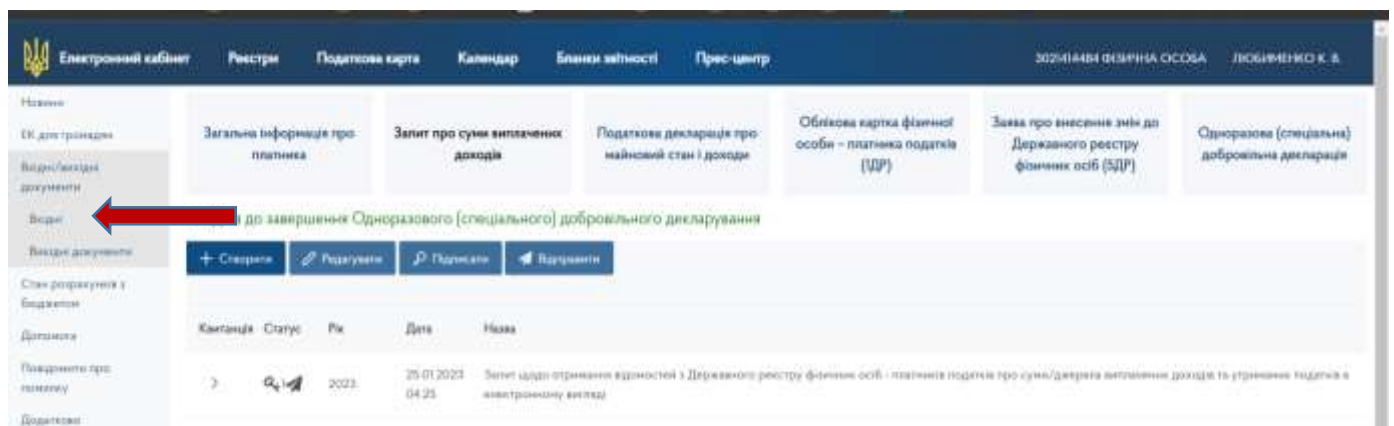 Електронний кабінет Реєстри Податкова карта Календар Бланки звітності Прес-центр ФІЗИЧНА ОСОБА ЛЮБИМЕНКО К. В.
Новини
ЕК для громадян
Вхідні/вихідні
документи
Вхідні
Вихідні документи
Стан розрахунків з
бюджетом
Допомога
Повідомити про
помилку
Додатково
Загальна інформація про
платника
Запит про суми виплачених
доходів
Податкова декларація про
майновий стан і доходи
Облікова картка фізичної
особи – платника податків
(1ДР)
Заява про внесення змін до
Державного реєстру
фізичних осіб (5ДР)
Одноразова (спеціальна)
добровільна декларація
до завершення Одноразового (спеціального) добровільного декларування
+ Створити Редагувати Підписати Відправити
Квитанція Статус Рік Дата Назва
2023 25.01.2023
04:25
Запит щодо отримання відомостей з Державного реєстру фізичних осіб - платників податків про суми/джерела виплачених доходів та утриманих податків в
електронному вигляді